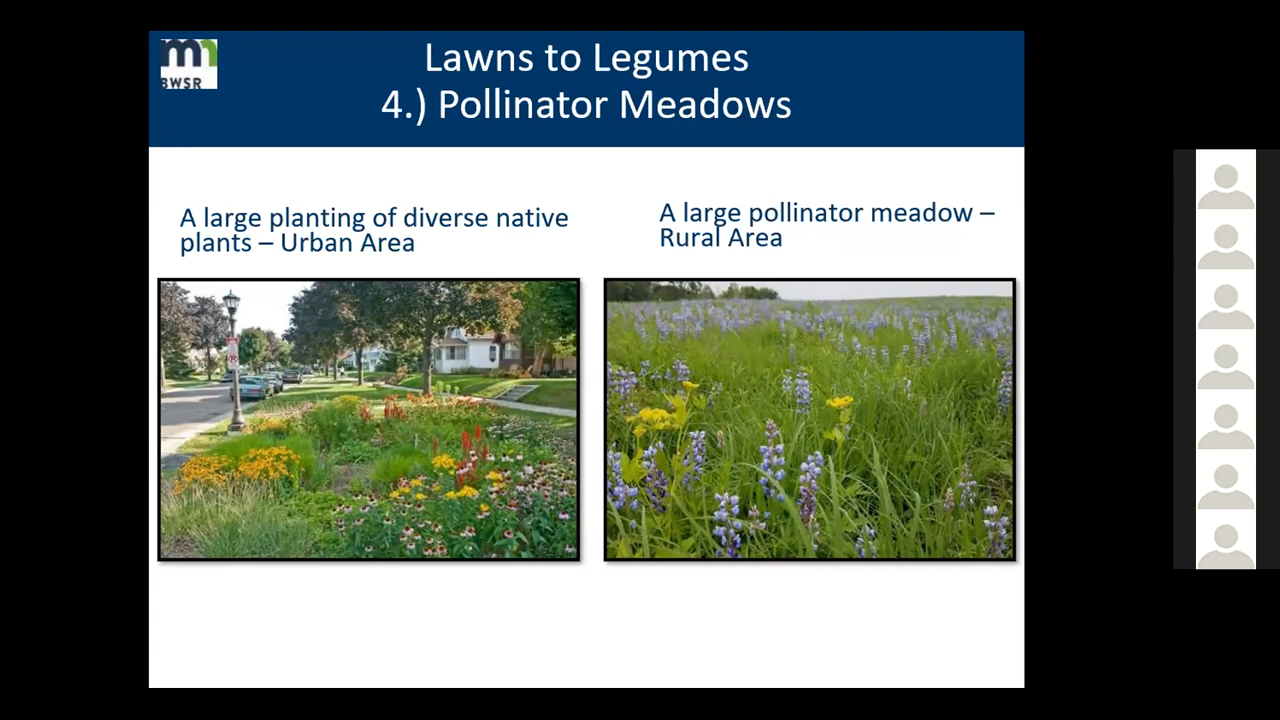 BWSR
Lawns to Legumes
4.) Pollinator Meadows
A large planting of diverse native
plants – Urban Area
A large pollinator meadow –
Rural Area